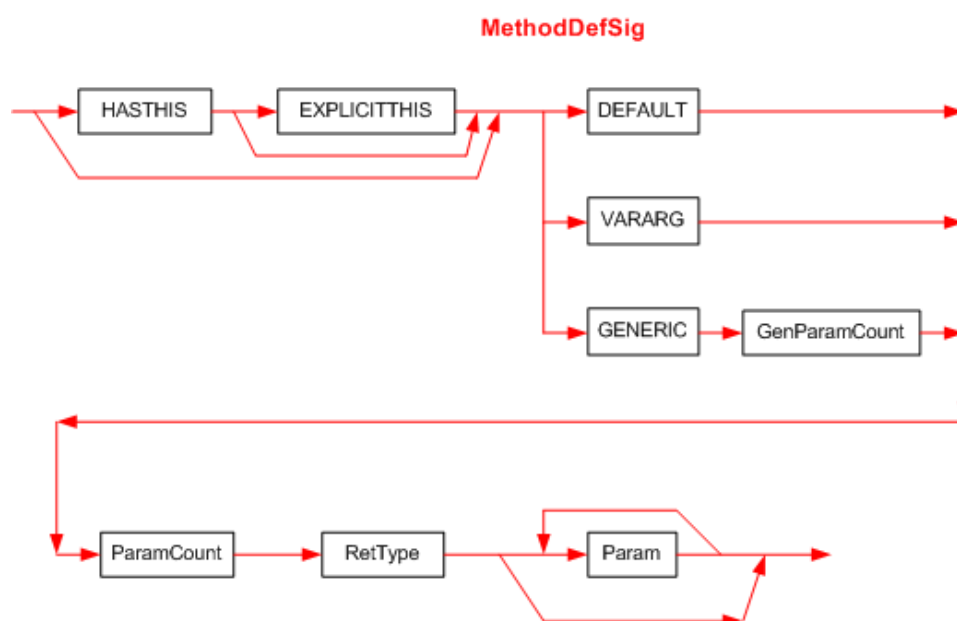 MethodDefSig
HASTHIS
EXPLICITTHIS
DEFAULT
VARARG
GENERIC
GenParamCount
ParamCount
RetType
Param